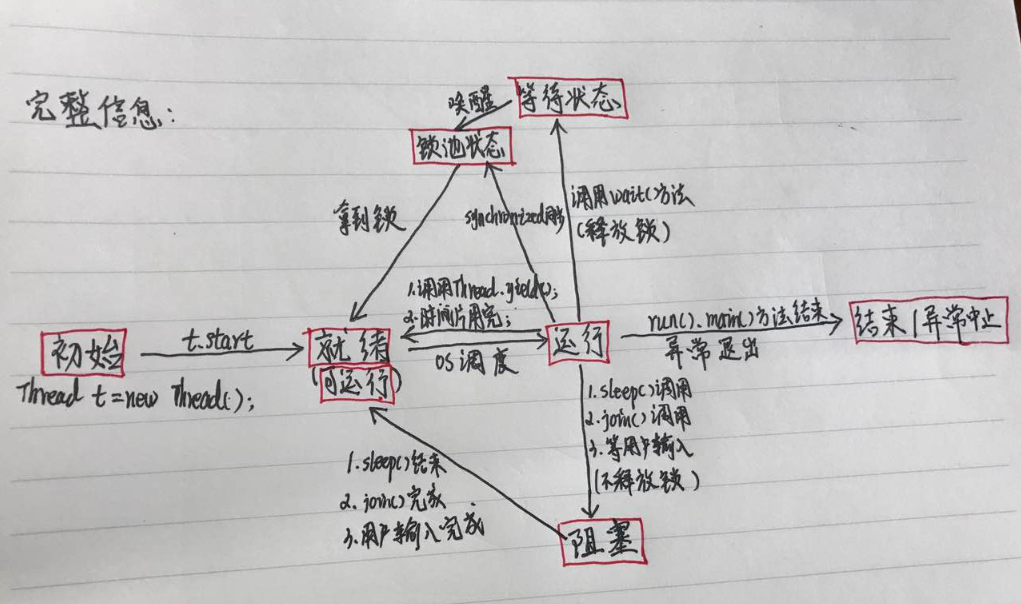 完整信息:
唤醒
等待状态
锁池状态
拿到锁
synchronized同步
调用wait()方法
(释放锁)
1.调用Thread.yield();
2.时间片用完;
初始
t.start
就绪
(可运行)
OS调度
运行
run().main()方法结束
异常退出
结束/异常中止
Thread t=new Thread();
1.sleep()调用
2.join()调用
3.等用户输入
(不释放锁)
1.sleep()结束
2.join()完成
3.用户输入完成
阻塞